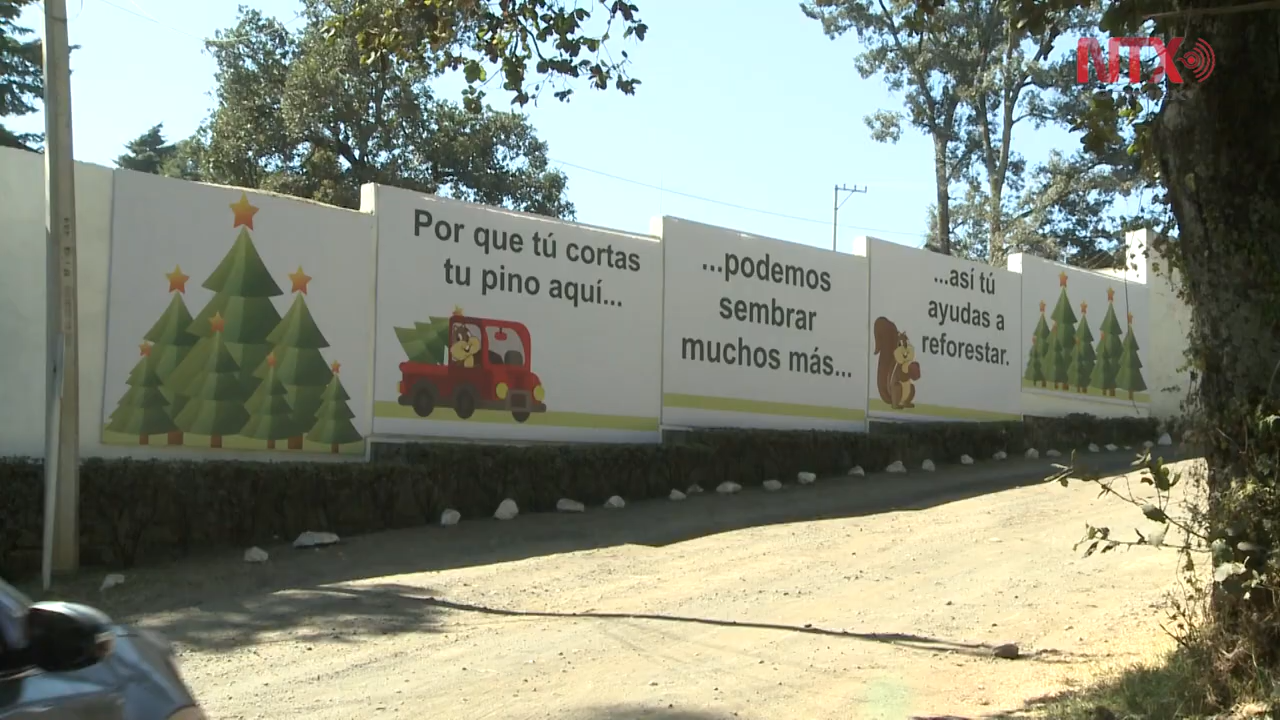 NTX
Por que tú cortas
tu pino aquí...
...podemos
sembrar
muchos más...
...así tú
ayudas a
reforestar.